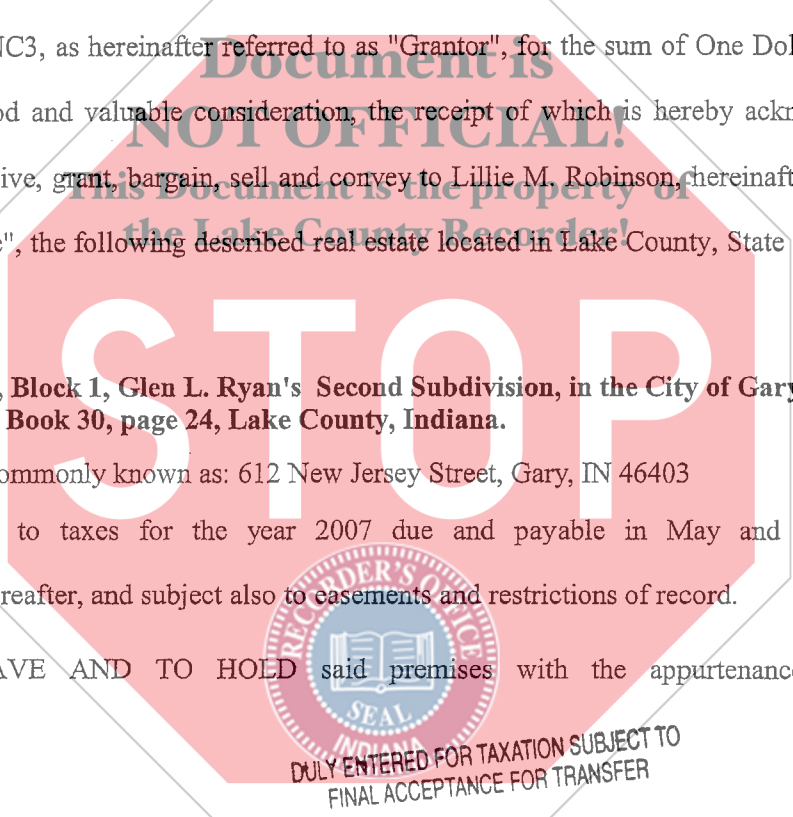 NC3, as hereinafter referred to as "Grantor", for the sum of One Dol
Document is
od and valuable consideration, the receipt of which is hereby ackn
NOT OFFICIAL!
ive, grant, bargain, sell and convey to Lillie M. Robinson, hereinaft
This Document is the property of
e", the following described real estate located in Lake County, State
the Lake County Recorder!
STOP
, Block 1, Glen L. Ryan's Second Subdivision, in the City of Gary
Book 30, page 24, Lake County, Indiana.
ommonly known as: 612 New Jersey Street, Gary, IN 46403
to taxes for the year 2007 due and payable in May and
reafter, and subject also to easements and restrictions of record.
AVE AND TO HOLD said premises with the appurtenanc
RECORDER'S OFFICE
SEAL
INDIANA
DULY ENTERED FOR TAXATION SUBJECT TO
FINAL ACCEPTANCE FOR TRANSFER